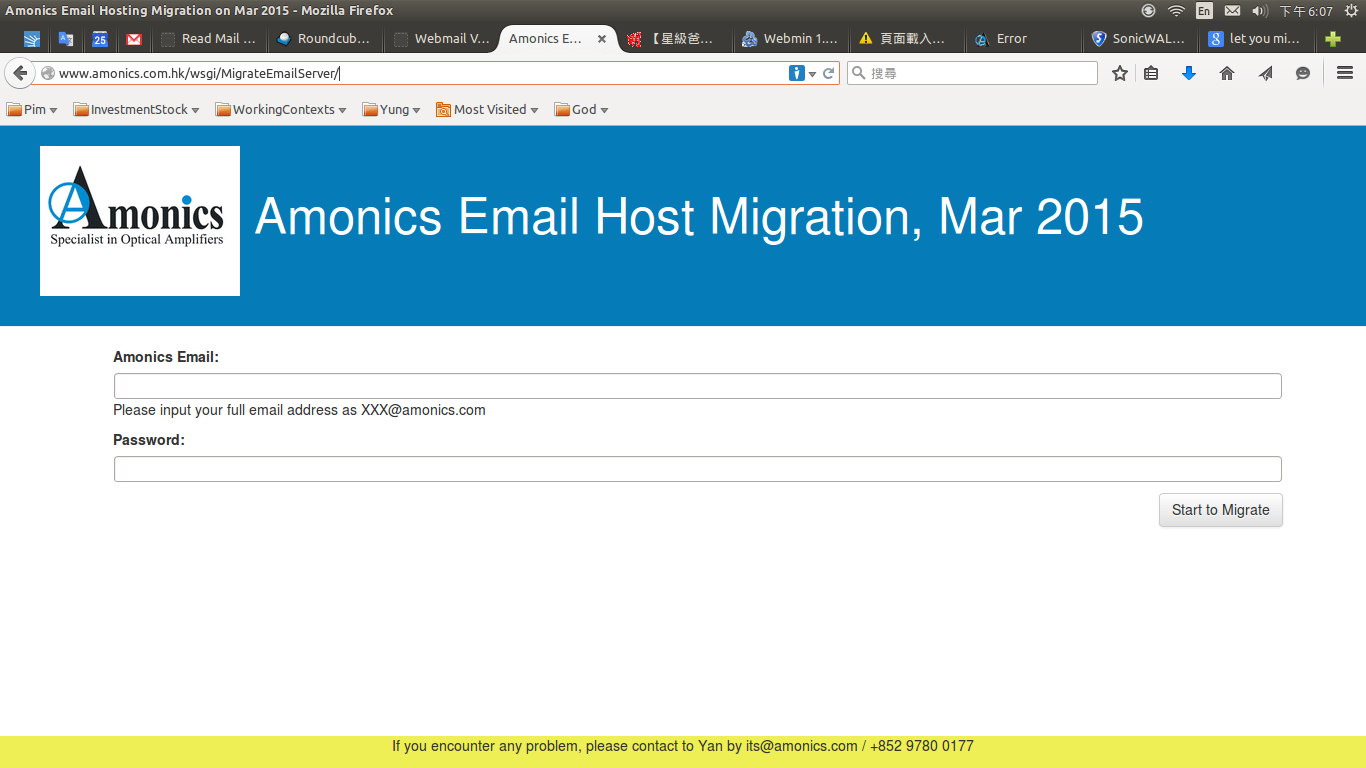 Amonics Email Hosting Migration on Mar 2015 - Mozilla Firefox
En
下午 6:07
25
Read Mail ...
Roundcub...
Webmail V...
Amonics E...
【星級爸...
Webmin 1....
頁面載入...
Error
SonicWAL...
let you mi...
www.amonics.com.hk/wsgi/MigrateEmailServer/
搜尋
Pim
InvestmentStock
WorkingContexts
Yung
Most Visited
God
Amonics
Specialist in Optical Amplifiers
Amonics Email Host Migration, Mar 2015
Amonics Email:
Please input your full email address as XXX@amonics.com
Password:
Start to Migrate
If you encounter any problem, please contact to Yan by its@amonics.com / +852 9780 0177